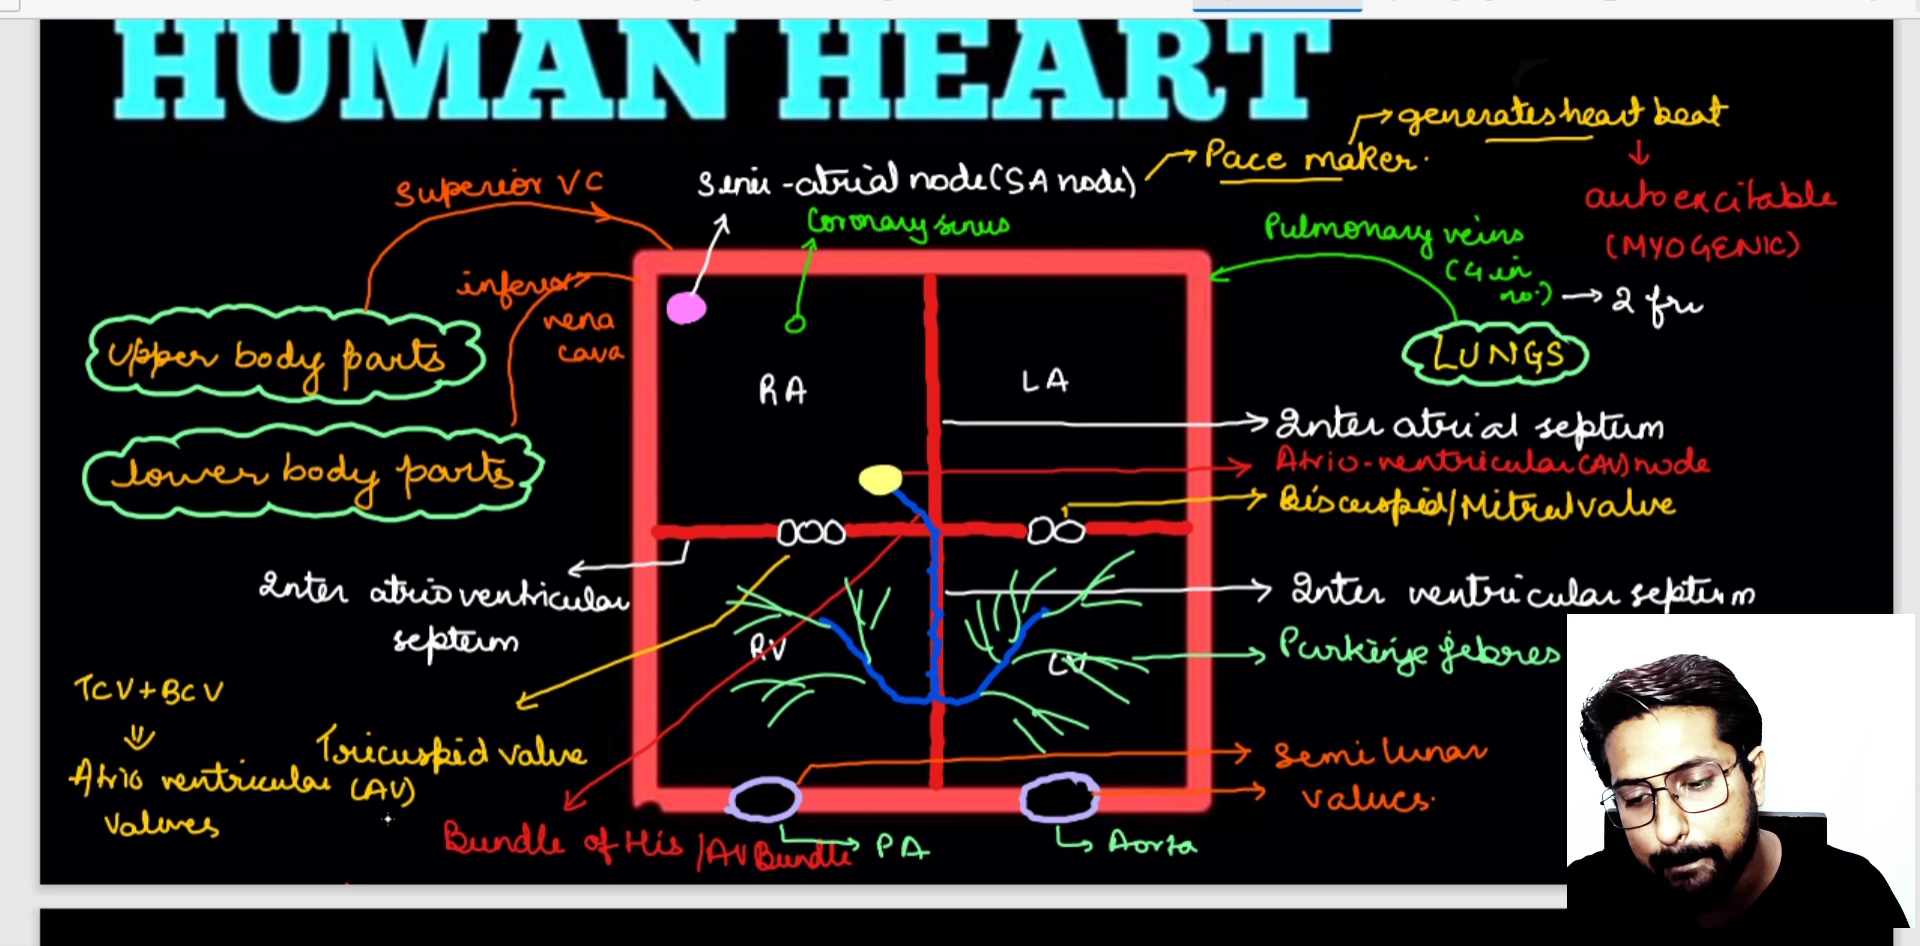 HUMAN HEART
generates heart beat
Pace maker.
Superior VC
Sinu-atrial node (SA node)
auto excitable
(MYOGENIC)
Coronary sinus
Pulmonary veins
(4 in
no.) → 2 fr
inferior
vena
cava
Upper body parts
LUNGS
RA
LA
Inter atrial septum
lower body parts
Atrio-ventricular (AV) node
Biscuspid/Mitral valve
Inter atrio ventricular
septum
Inter ventricular septum
RV
LV
Purkinje febres
TCV+BCV
Atrio ventricular
valves
Tricuspid valve
(AV)
Semi lunar
valves.
Bundle of His /AV Bundle
PA
Aorta